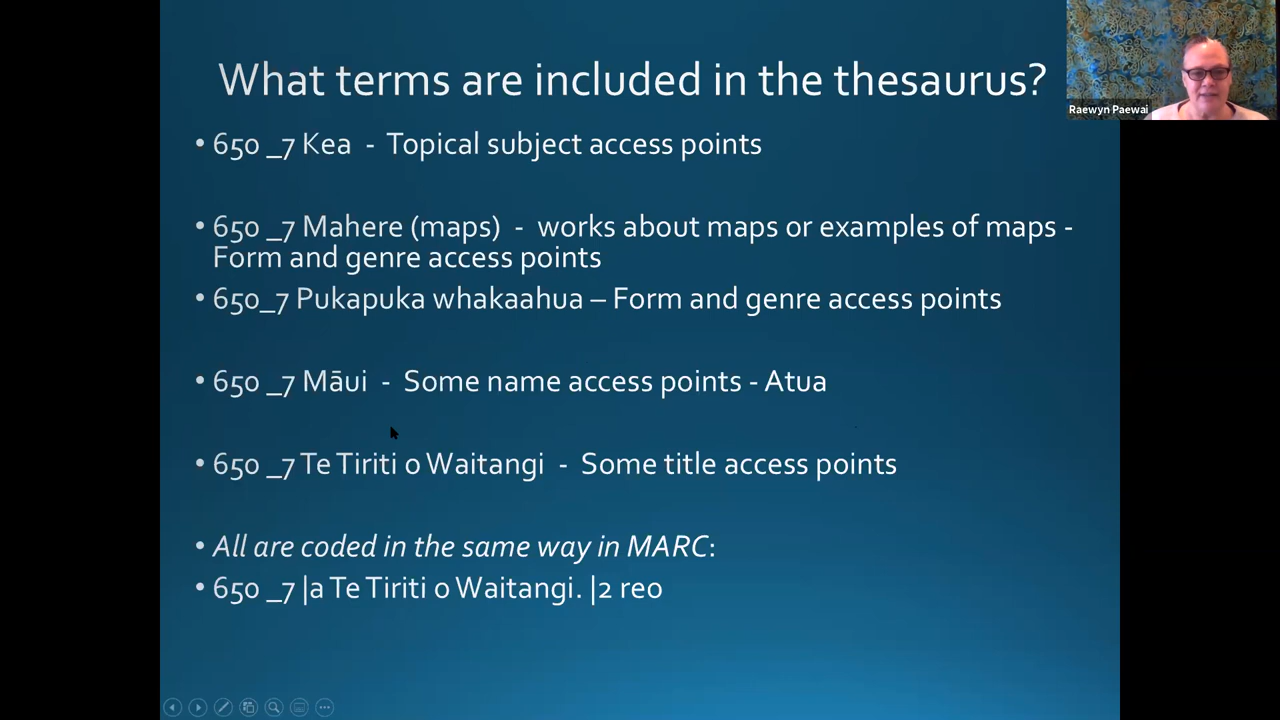 What terms are included in the thesaurus?
Raewyn Paewai
• 650 _7 Kea - Topical subject access points
• 650 _7 Mahere (maps) - works about maps or examples of maps -
Form and genre access points
• 650_7 Pukapuka whakaahua – Form and genre access points
• 650 _7 Māui - Some name access points - Atua
• 650 _7 Te Tiriti o Waitangi - Some title access points
• All are coded in the same way in MARC:
• 650 _7 |a Te Tiriti o Waitangi. |2 reo